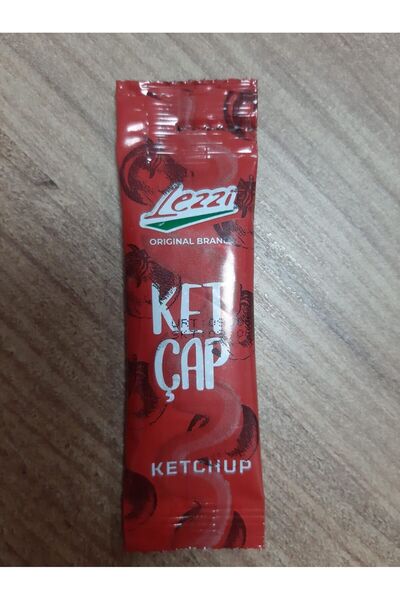 Lezzi
ORIGINAL BRAND
KET
ÇAP
KETCHUP